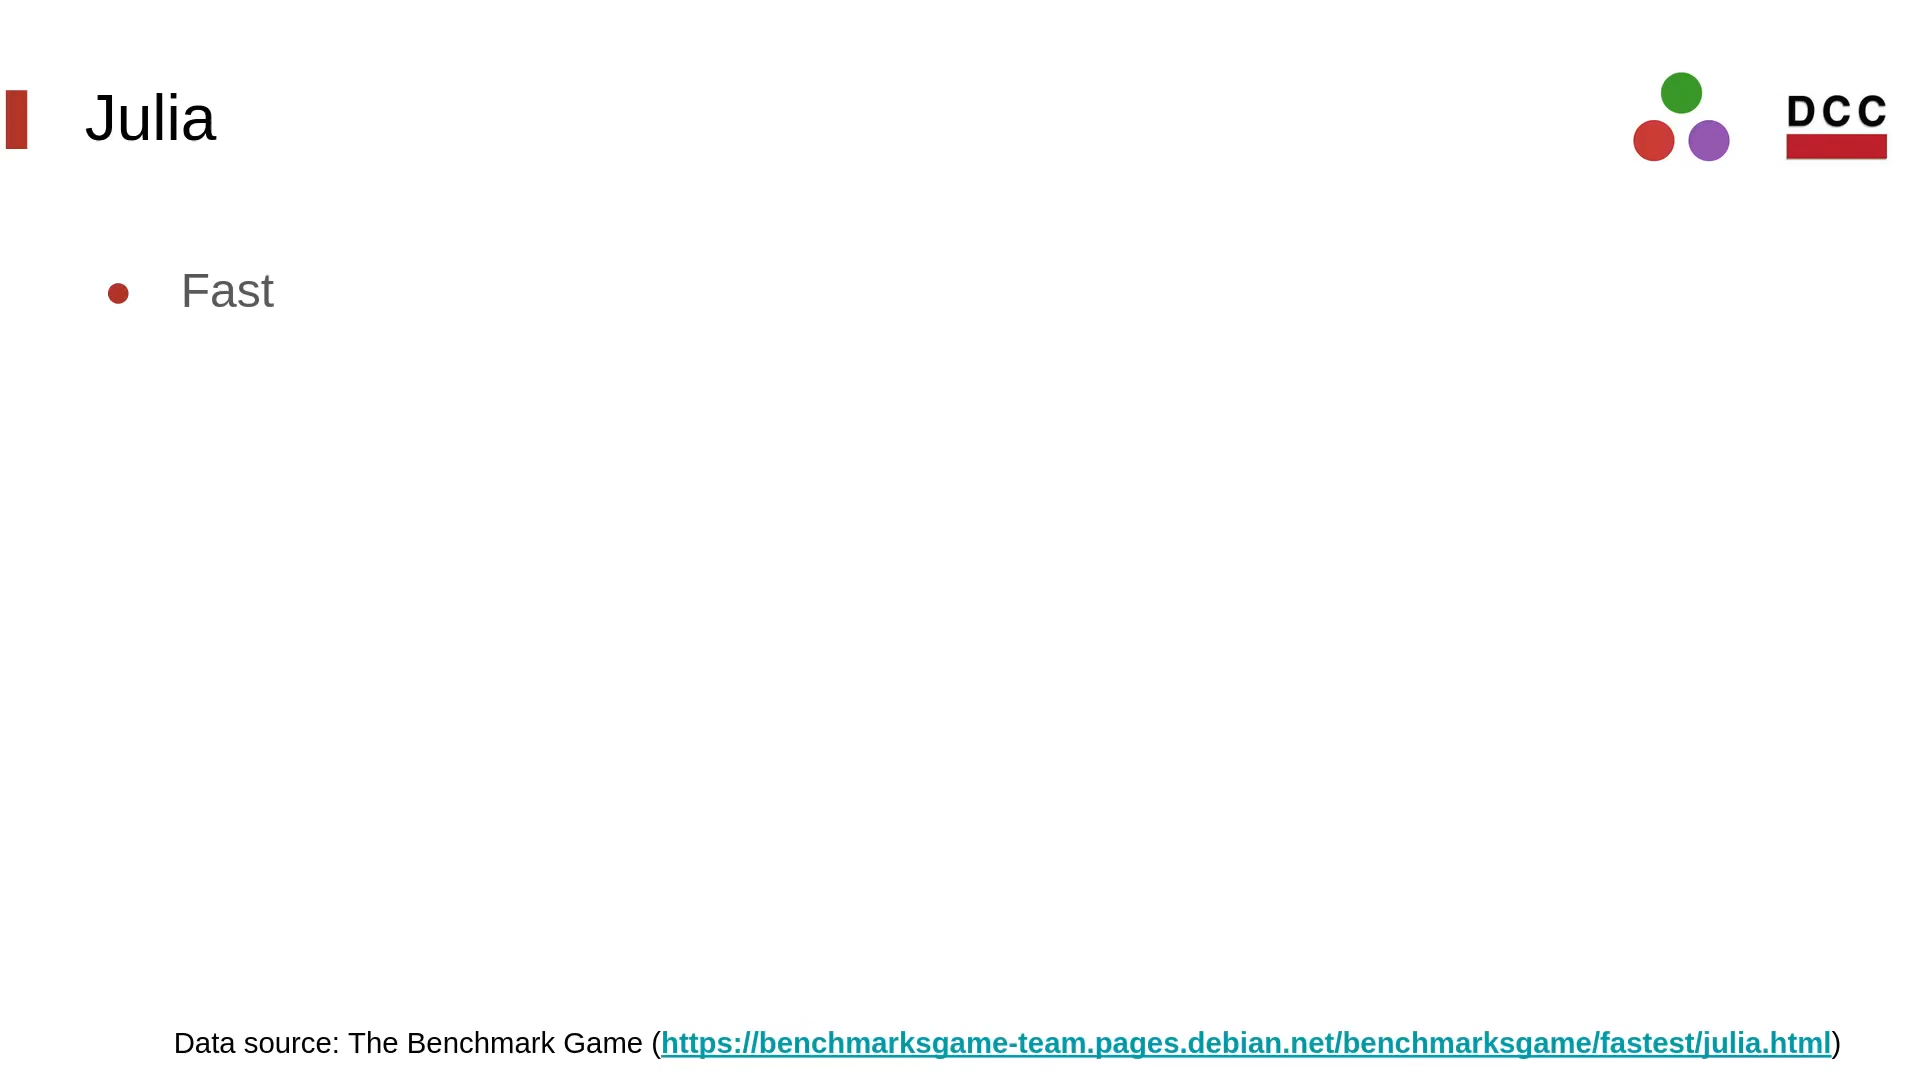 Julia
DCC
Fast
Data source: The Benchmark Game (https://benchmarksgame-team.pages.debian.net/benchmarksgame/fastest/julia.html)